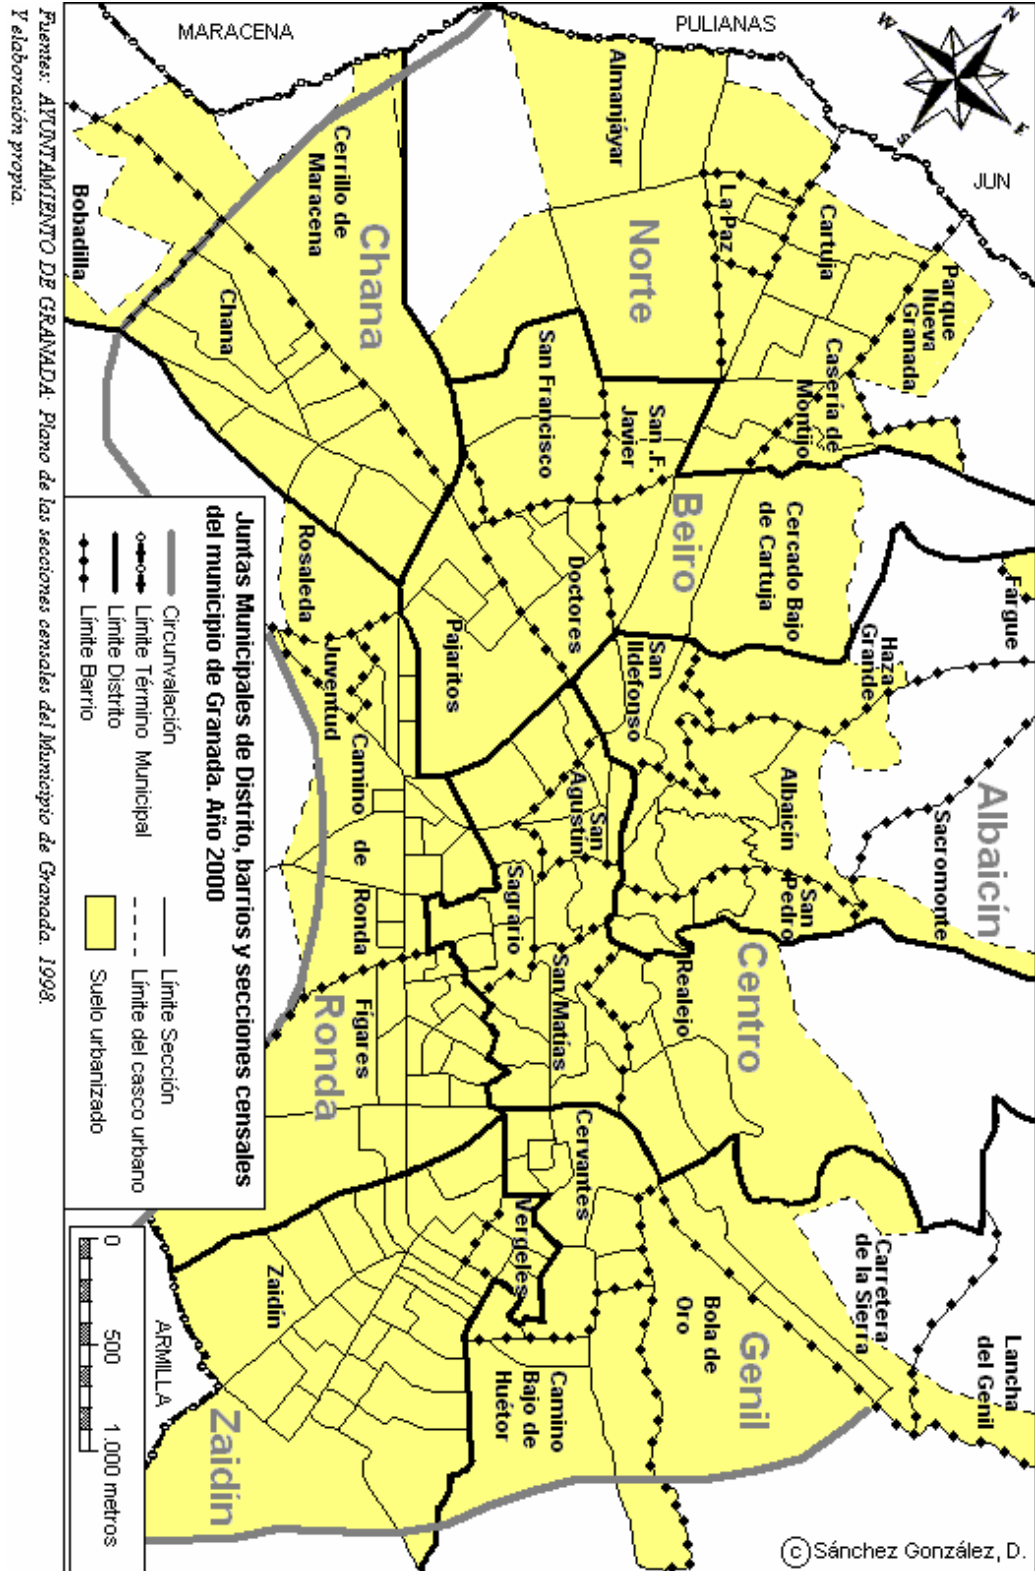 MARACENA
PULIANAS
JUN
N
E
S
W
Almanjáyar
La Paz
Cartuja
Parque
Nueva
Granada
Norte
Cerrillo de
Maracena
Chana
Bobadilla
Chana
San Francisco
San .F.
Javier
Casería de
Montijo
Beiro
Cercado Bajo
de Cartuja
Doctores
Pajaritos
Rosaleda
Juventud
Fargue
Haza
Grande
San
Ildefonso
Albaicín
Albaicín
Sacromonte
San
Pedro
San
Agustín
Sagrario
Camino de Ronda
Centro
Realejo
San Matías
Fígares
Ronda
Cervantes
Vergeles
Genil
Bola de
Oro
Carretera
de la Sierra
Lancha
del Genil
Camino
Bajo de
Huétor
Zaidín
Zaidín
ARMILLA
Juntas Municipales de Distrito, barrios y secciones censales
del municipio de Granada. Año 2000
Circunvalación
Límite Término Municipal
Límite Distrito
Límite Barrio
Límite Sección
Límite del casco urbano
Suelo urbanizado
0 500 1.000 metros
©Sánchez González, D.
Fuentes: AYUNTAMIENTO DE GRANADA: Plano de las secciones censales del Municipio de Granada. 1998.
Y elaboración propia.